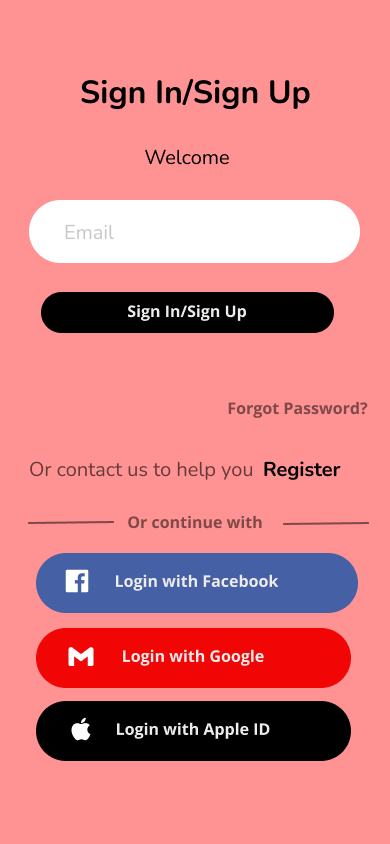 Sign In/Sign Up
Welcome
Email
Sign In/Sign Up
Forgot Password?
Or contact us to help you Register
Or continue with
Login with Facebook
Login with Google
Login with Apple ID